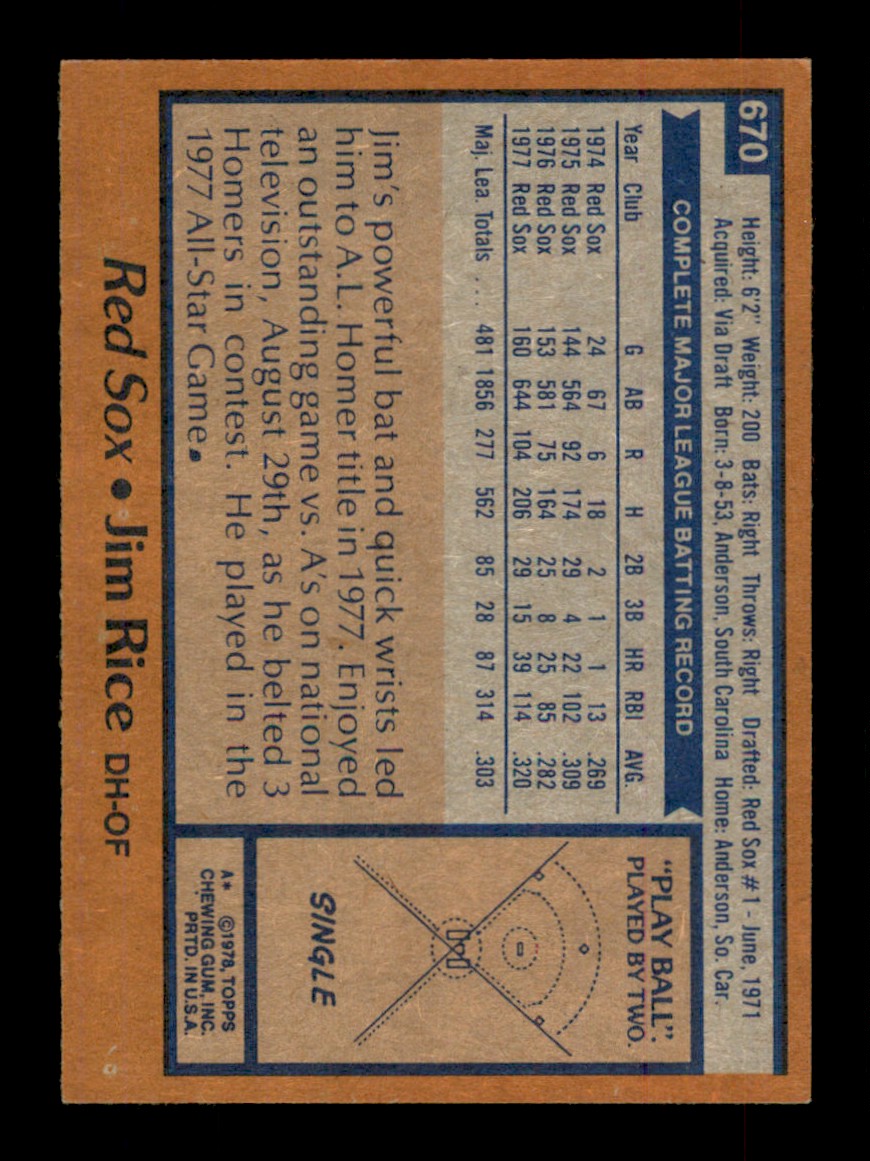 670
Height: 6'2" Weight: 200 Bats: Right Throws: Right Drafted: Red Sox #1 - June, 1971
Acquired: Via Draft Born: 3-8-53, Anderson, South Carolina Home: Anderson, So. Car.
COMPLETE MAJOR LEAGUE BATTING RECORD
Year Club G AB R H 2B 3B HR RBI AVG.
1974 Red Sox 24 67 6 18 2 1 1 13 .269
1975 Red Sox 144 564 92 174 29 4 22 102 .309
1976 Red Sox 153 581 75 164 25 8 25 85 .282
1977 Red Sox 160 644 104 206 29 15 39 114 .320
Maj. Lea. Totals ... 481 1856 277 562 85 28 87 314 .303
Jim's powerful bat and quick wrists led
him to A.L. Homer title in 1977. Enjoyed
an outstanding game vs. A's on national
television, August 29th, as he belted 3
Homers in contest. He played in the
1977 All-Star Game.
"PLAY BALL".
PLAYED BY TWO.
SINGLE
A* ©1978, TOPPS
CHEWING GUM, INC.
PRTD. IN U.S.A.
Red Sox • Jim Rice DH-OF